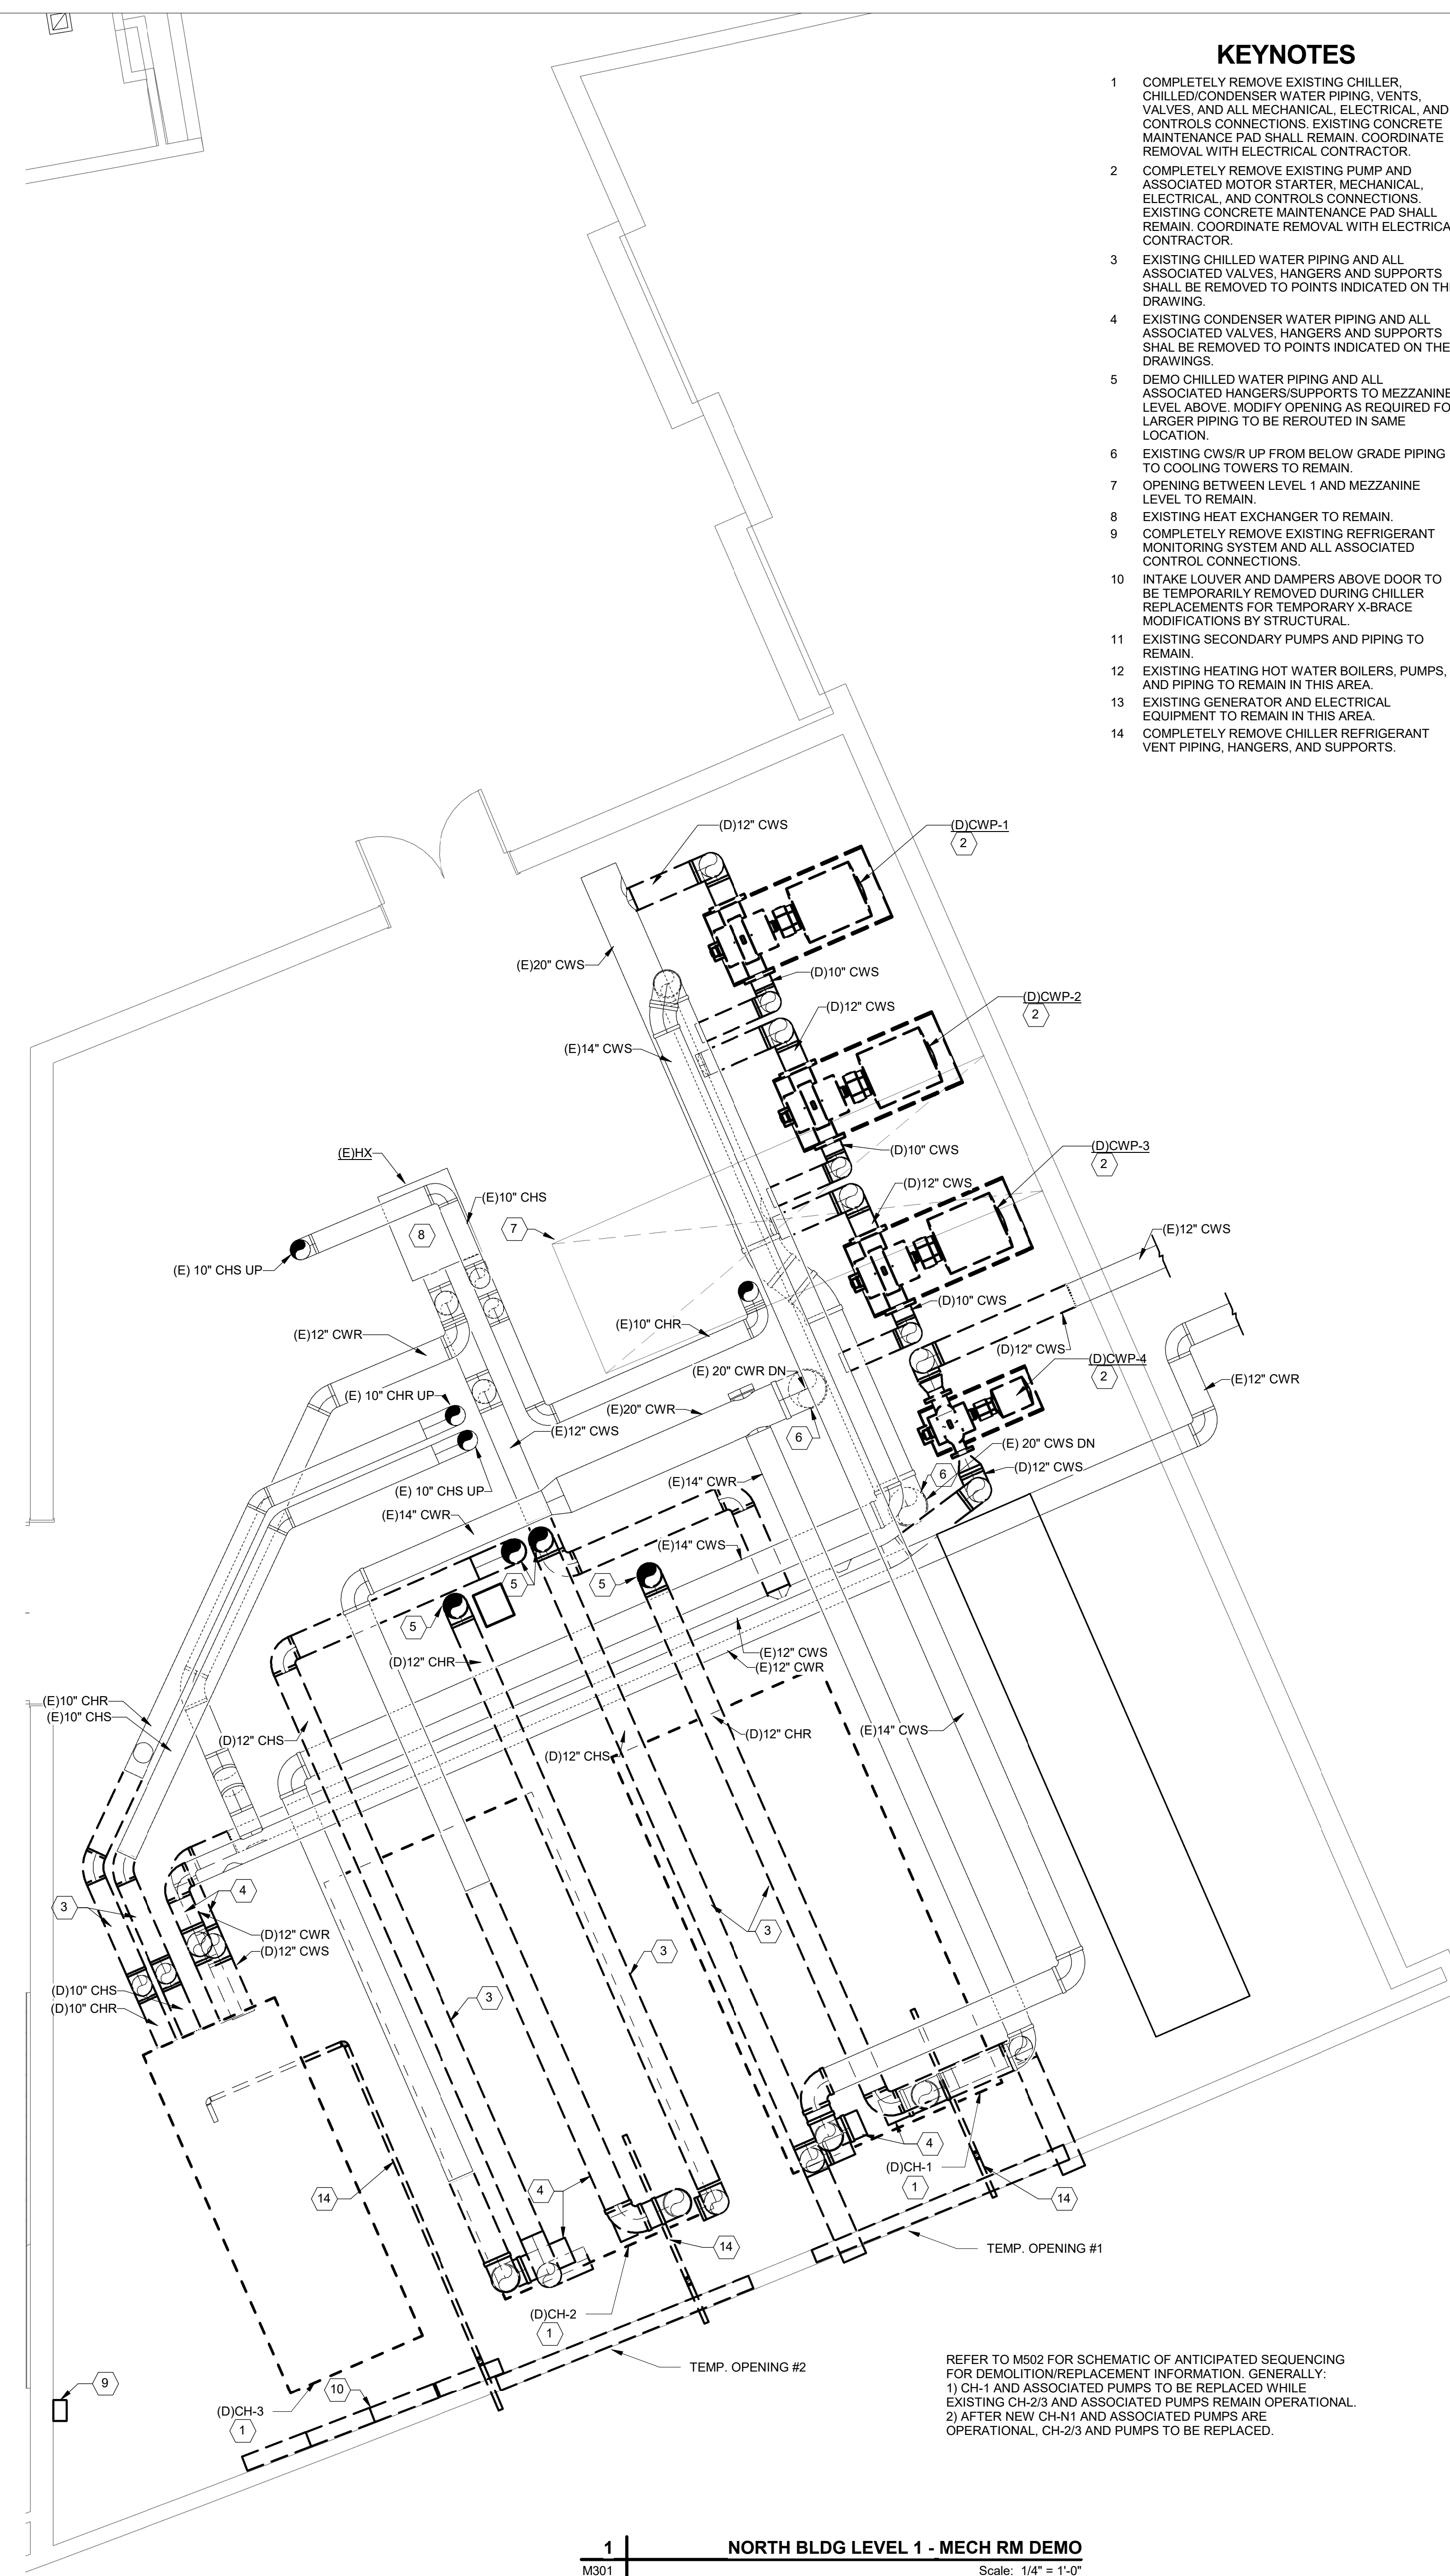 KEYNOTES
1 COMPLETELY REMOVE EXISTING CHILLER,
CHILLED/CONDENSER WATER PIPING, VENTS,
VALVES, AND ALL MECHANICAL, ELECTRICAL, AND
CONTROLS CONNECTIONS. EXISTING CONCRETE
MAINTENANCE PAD SHALL REMAIN. COORDINATE
REMOVAL WITH ELECTRICAL CONTRACTOR.
2 COMPLETELY REMOVE EXISTING PUMP AND
ASSOCIATED MOTOR STARTER, MECHANICAL,
ELECTRICAL, AND CONTROLS CONNECTIONS.
EXISTING CONCRETE MAINTENANCE PAD SHALL
REMAIN. COORDINATE REMOVAL WITH ELECTRICA
CONTRACTOR.
3 EXISTING CHILLED WATER PIPING AND ALL
ASSOCIATED VALVES, HANGERS AND SUPPORTS
SHALL BE REMOVED TO POINTS INDICATED ON TH
DRAWING.
4 EXISTING CONDENSER WATER PIPING AND ALL
ASSOCIATED VALVES, HANGERS AND SUPPORTS
SHAL BE REMOVED TO POINTS INDICATED ON THE
DRAWINGS.
5 DEMO CHILLED WATER PIPING AND ALL
ASSOCIATED HANGERS/SUPPORTS TO MEZZANINE
LEVEL ABOVE. MODIFY OPENING AS REQUIRED FO
LARGER PIPING TO BE REROUTED IN SAME
LOCATION.
6 EXISTING CWS/R UP FROM BELOW GRADE PIPING
TO COOLING TOWERS TO REMAIN.
7 OPENING BETWEEN LEVEL 1 AND MEZZANINE
LEVEL TO REMAIN.
8 EXISTING HEAT EXCHANGER TO REMAIN.
9 COMPLETELY REMOVE EXISTING REFRIGERANT
MONITORING SYSTEM AND ALL ASSOCIATED
CONTROL CONNECTIONS.
10 INTAKE LOUVER AND DAMPERS ABOVE DOOR TO
BE TEMPORARILY REMOVED DURING CHILLER
REPLACEMENTS FOR TEMPORARY X-BRACE
MODIFICATIONS BY STRUCTURAL.
11 EXISTING SECONDARY PUMPS AND PIPING TO
REMAIN.
12 EXISTING HEATING HOT WATER BOILERS, PUMPS,
AND PIPING TO REMAIN IN THIS AREA.
13 EXISTING GENERATOR AND ELECTRICAL
EQUIPMENT TO REMAIN IN THIS AREA.
14 COMPLETELY REMOVE CHILLER REFRIGERANT
VENT PIPING, HANGERS, AND SUPPORTS.
(D)12" CWS
(D)CWP-1
2
(E)20" CWS
(D)10" CWS
(D)CWP-2
2
(D)12" CWS
(E)14" CWS
(D)CWP-3
2
(D)10" CWS
(E)HX
(D)12" CWS
(E)10" CHS
7
8
(E)12" CWS
(E) 10" CHS UP
(D)10" CWS
(E)10" CHR
(E)12" CWR
(D)12" CWS
(D)CWP-4
2
(E) 20" CWR DN
(E)12" CWR
(E) 10" CHR UP
(E)20" CWR
(E)12" CWS
6
(E) 20" CWS DN
(D)12" CWS
6
(E)14" CWR
(E) 10" CHS UP
(E)14" CWR
(E)14" CWS
5
5
5
(E)12" CWS
(D)12" CHR
(E)12" CWR
(E)10" CHR
(E)10" CHS
(E)14" CWS
(D)12" CHR
(D)12" CHS
(D)12" CHS
4
3
3
(D)12" CWR
(D)12" CWS
3
(D)10" CHS
3
(D)10" CHR
4
(D)CH-1
1
14
14
4
14
TEMP. OPENING #1
(D)CH-2
1
TEMP. OPENING #2
9
10
(D)CH-3
1
REFER TO M502 FOR SCHEMATIC OF ANTICIPATED SEQUENCING
FOR DEMOLITION/REPLACEMENT INFORMATION. GENERALLY:
1) CH-1 AND ASSOCIATED PUMPS TO BE REPLACED WHILE
EXISTING CH-2/3 AND ASSOCIATED PUMPS REMAIN OPERATIONAL.
2) AFTER NEW CH-N1 AND ASSOCIATED PUMPS ARE
OPERATIONAL, CH-2/3 AND PUMPS TO BE REPLACED.
1 NORTH BLDG LEVEL 1 - MECH RM DEMO
M301 Scale: 1/4" = 1'-0"